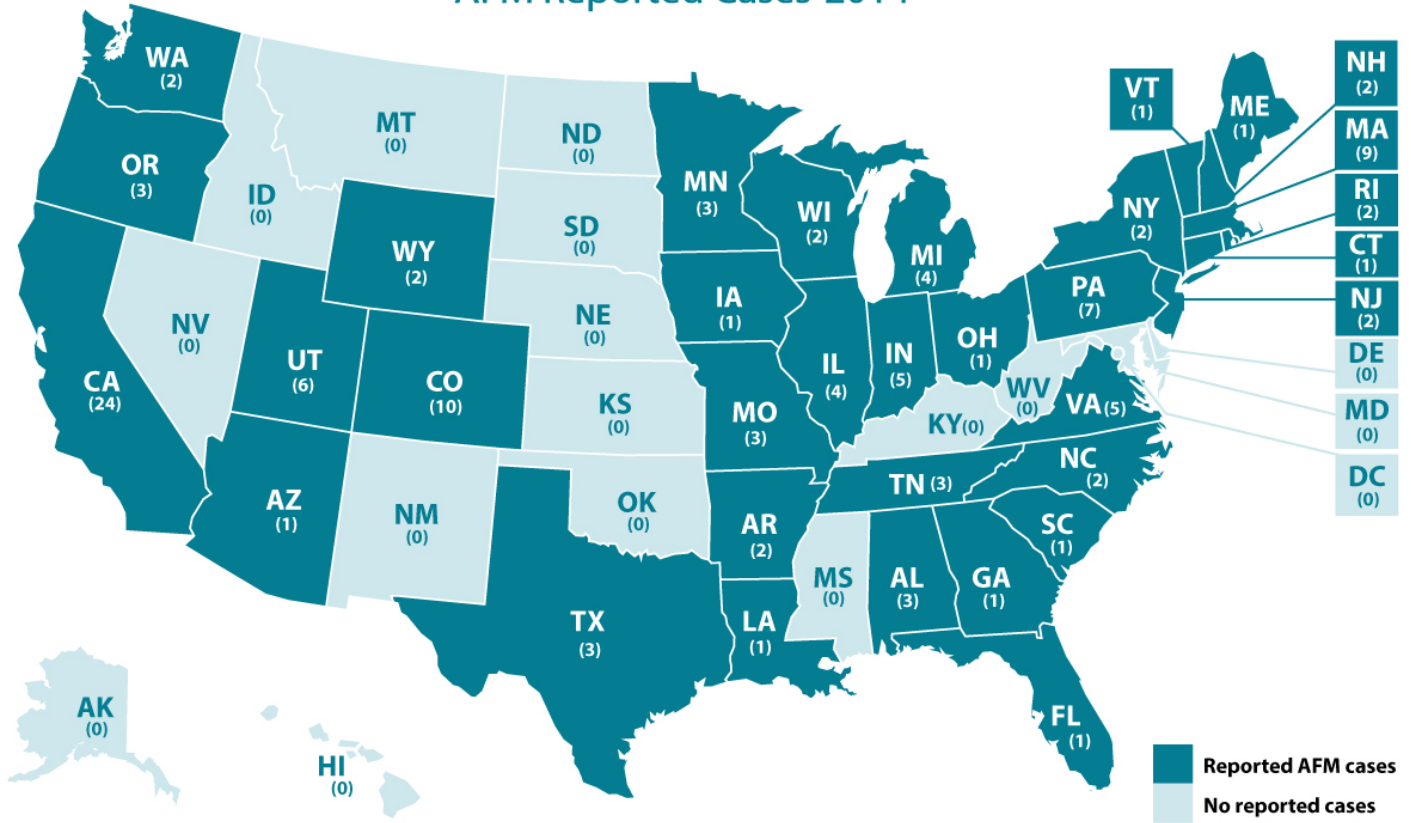 AFM Reported Cases 2014
WA
(2)
OR
(3)
ID
(0)
MT
(0)
ND
(0)
SD
(0)
MN
(3)
WI
(2)
MI
(4)
NY
(2)
VT
(1)
ME
(1)
NH
(2)
MA
(9)
RI
(2)
CT
(1)
NJ
(2)
DE
(0)
MD
(0)
DC
(0)
WY
(2)
NE
(0)
IA
(1)
PA
(7)
NV
(0)
UT
(6)
CO
(10)
CA
(24)
KS
(0)
MO
(3)
IL
(4)
IN
(5)
OH
(1)
WV
(0)
VA (5)
KY(0)
NC
(2)
TN (3)
AZ
(1)
NM
(0)
OK
(0)
AR
(2)
SC
(1)
MS
(0)
AL
(3)
GA
(1)
TX
(3)
LA
(1)
FL
(1)
AK
(0)
HI
(0)
Reported AFM cases
No reported cases